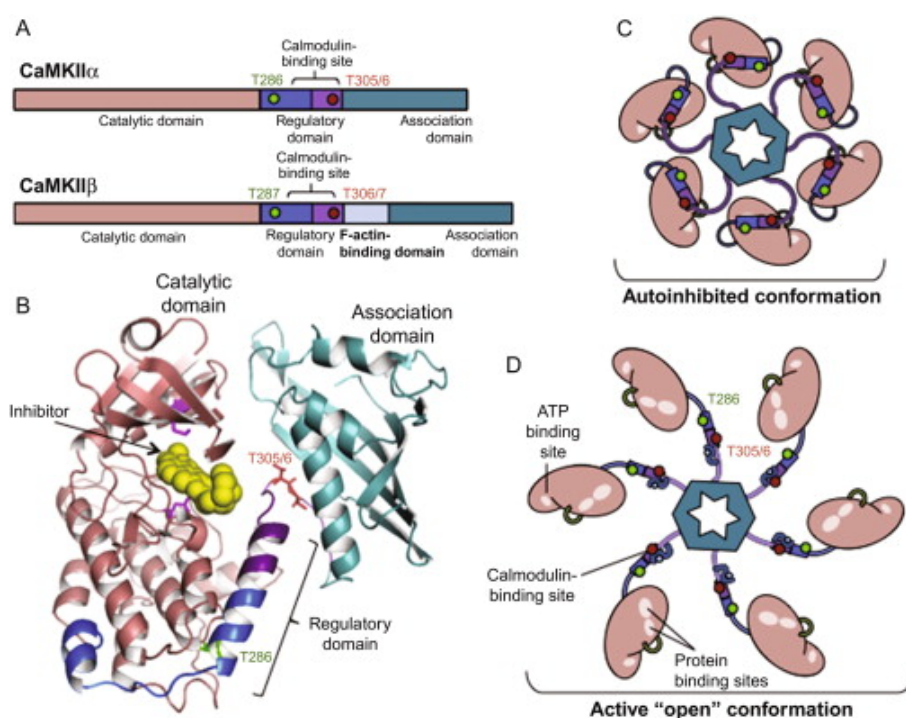 A
CaMKIIα
T286
Calmodulin-
binding site
T305/6
Catalytic domain
Regulatory
domain
Association
domain
CaMKIIβ
T287
Calmodulin-
binding site
T306/7
Catalytic domain
Regulatory
domain
F-actin-
binding domain
Association
domain
B
Catalytic
domain
Association
domain
Inhibitor
T305/6
T286
Regulatory
domain
C
Autoinhibited conformation
D
T286
ATP
binding
site
T305/6
Calmodulin-
binding site
Protein
binding sites
Active “open” conformation